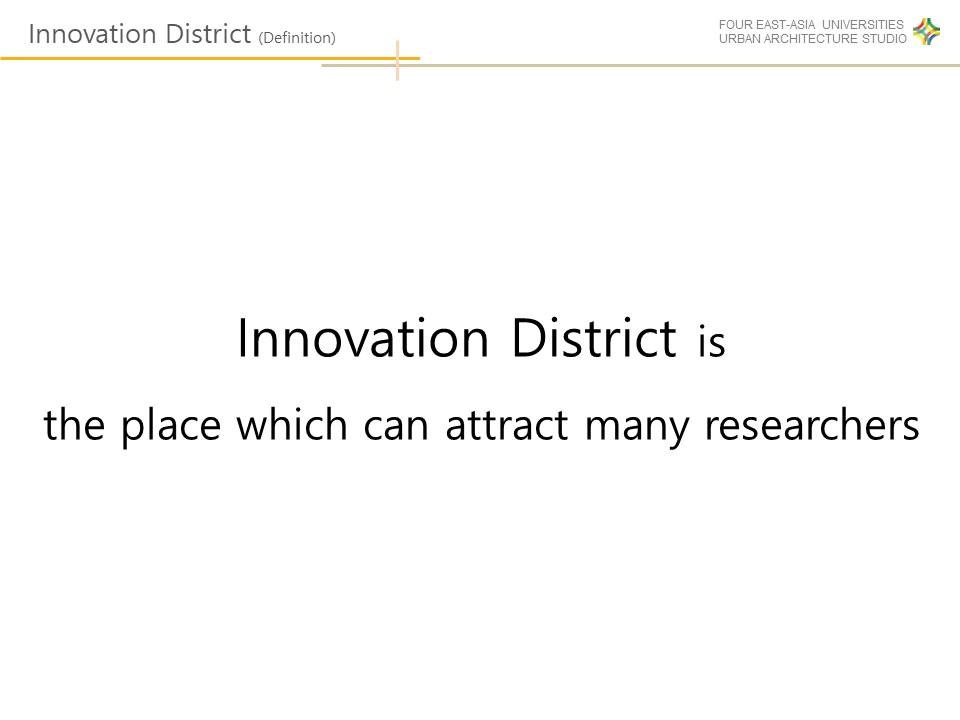 Innovation District (Definition)
FOUR EAST-ASIA UNIVERSITIES
URBAN ARCHITECTURE STUDIO
Innovation District is
the place which can attract many researchers